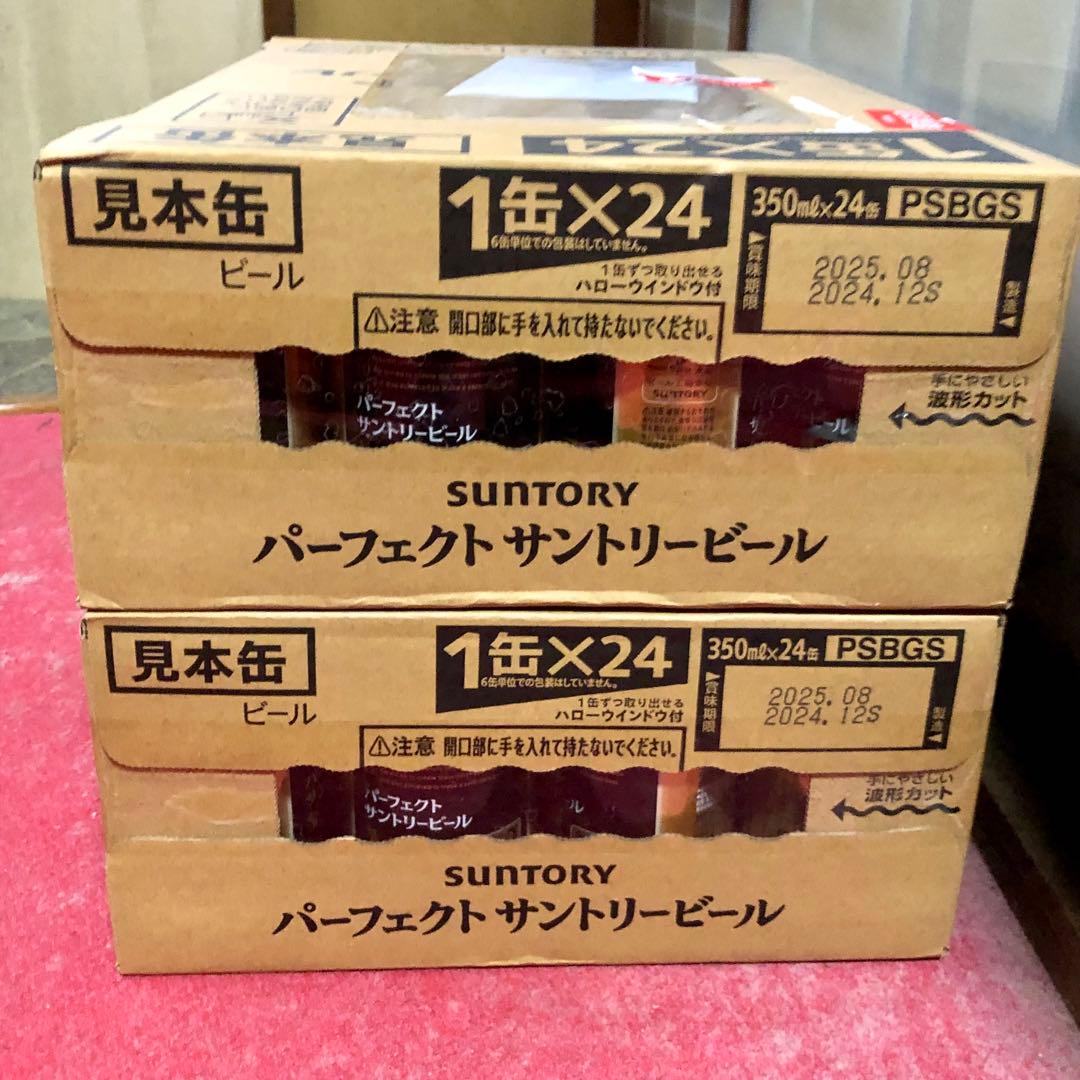 見本缶
1缶×24
見本缶
ビール
1缶×24
6缶単位での包装はしていません。
1缶ずつ取り出せる
ハローウインドウ付
350mℓ×24缶 PSBGS
賞味期限
2025.08
2024.12S
製造
⚠注意 開口部に手を入れて持たないでください。
手にやさしい
波形カット
パーフェクト
サントリービール
SUNTORY
SUNTORY
パーフェクト サントリービール
見本缶
ビール
1缶×24
6缶単位での包装はしていません。
1缶ずつ取り出せる
ハローウインドウ付
350mℓ×24缶 PSBGS
賞味期限
2025.08
2024.12S
製造
⚠注意 開口部に手を入れて持たないでください。
手にやさしい
波形カット
パーフェクト
サントリービール
ル
SUNTORY
パーフェクト サントリービール